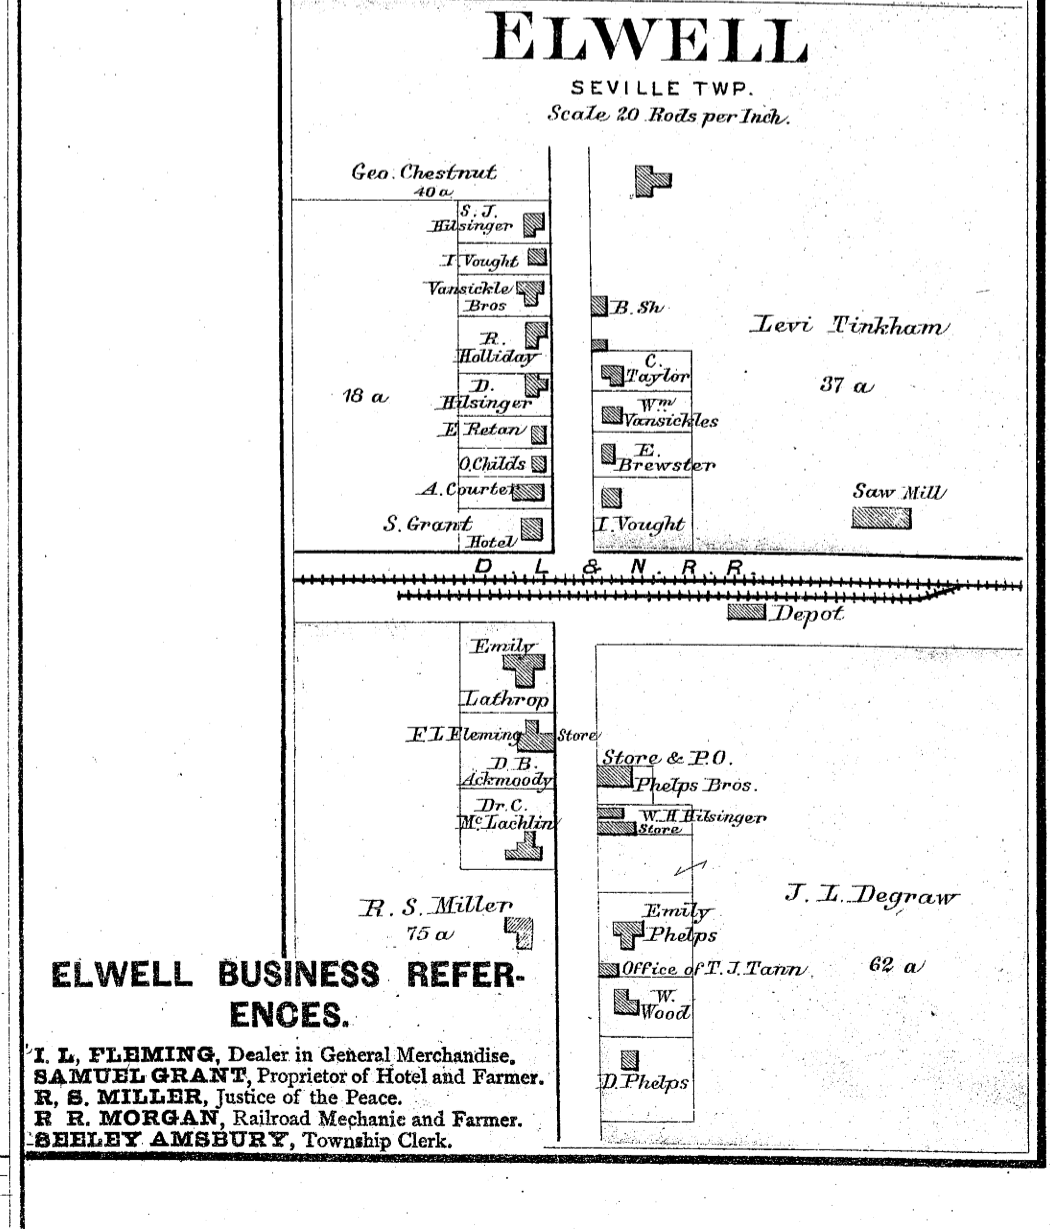 ELWELL
SEVILLE TWP.
Scale 20 Rods per Inch.
Geo. Chestnut
40 a
S. J.
Hilsinger
I. Vought
Vansickle
Bros
R.
Holliday
18 a
D.
Hilsinger
E Retan
O. Childs
A. Courter
S. Grant
Hotel
B. Sh
Levi Tinkham
37 a
C.
Taylor
Wm
Vansickles
E.
Brewster
I. Vought
Saw Mill
D. L & N. R. R.
Depot
Emily
Lathrop
F I Fleming Store
D. B.
Ackmoody
Dr. C.
Mc Lachlin
R. S. Miller
75 a
Store & P.O.
Phelps Bros.
W. H Hilsinger
Store
J. L. Degraw
62 a
Emily
Phelps
Office of T. J. Tann
W.
Wood
D. Phelps
ELWELL BUSINESS REFER-
ENCES.
I. L, FLEMING, Dealer in General Merchandise.
SAMUEL GRANT, Proprietor of Hotel and Farmer.
R, S. MILLER, Justice of the Peace.
R R. MORGAN, Railroad Mechanic and Farmer.
SEELEY AMSBURY, Township Clerk.